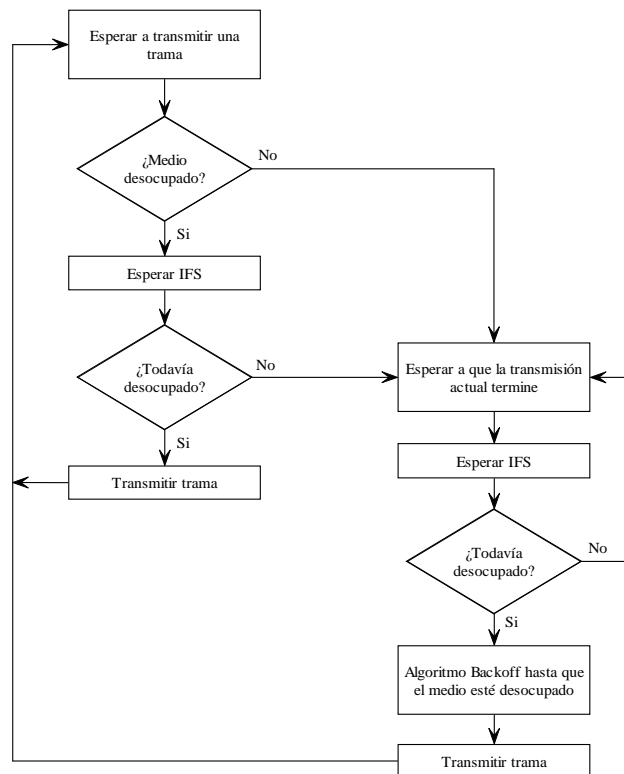 Esperar a transmitir una
trama
¿Medio
desocupado?
No
Si
Esperar IFS
¿Todavía
desocupado?
No
Si
Transmitir trama
Esperar a que la transmisión
actual termine
Esperar IFS
¿Todavía
desocupado?
No
Si
Algoritmo Backoff hasta que
el medio esté desocupado
Transmitir trama